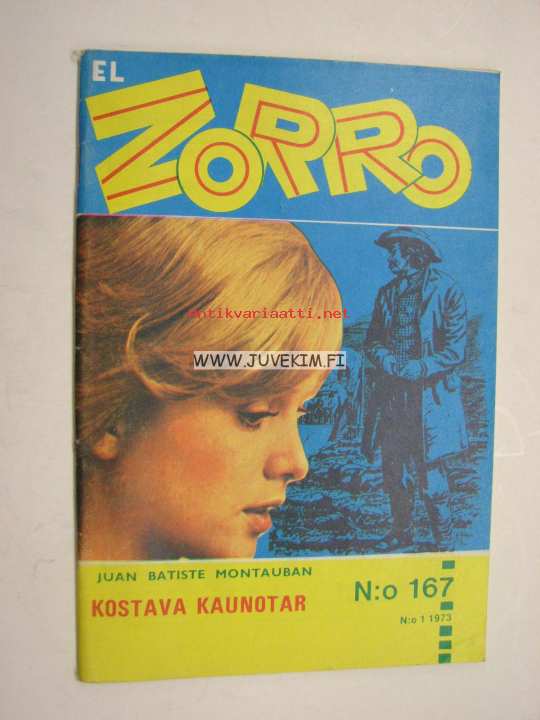 EL
ZORRO
antikvariaatti.net
WWW.JUVEKIM.FI
JUAN BATISTE MONTAUBAN
KOSTAVA KAUNOTAR
N:o 167
N:o 1 1973